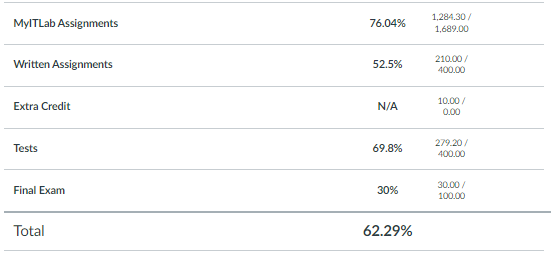 MyITLab Assignments 76.04% 1,284.30 /
1,689.00
Written Assignments 52.5% 210.00 /
400.00
Extra Credit N/A 10.00 /
0.00
Tests 69.8% 279.20 /
400.00
Final Exam 30% 30.00 /
100.00
Total 62.29%